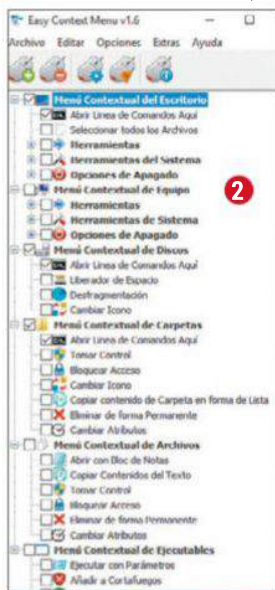 Easy Context Menu v1.6
Archivo Editar Opciones Extras Ayuda
Menú Contextual del Escritorio
Abrir Linea de Comandos Aquí
Seleccionar todos los Archivos
Herramientas
Herramientas del Sistema
Opciones de Apagado
Menú Contextual de Equipo
2
Herramientas
Herramientas de Sistema
Opciones de Apagado
Menú Contextual de Discos
Abrir Linea de Comandos Aquí
Liberador de Espacio
Desfragmentación
Cambiar Icono
Menú Contextual de Carpetas
Abrir Linea de Comandos Aquí
Tomar Control
Bloquear Acceso
Cambiar Icono
Copiar contenido de Carpeta en forma de Lista
Eliminar de forma Permanente
Cambiar Atributos
Menú Contextual de Archivos
Abrir con Bloc de Notas
Copiar Contenidos del Texto
Tomar Control
Bloquear Acceso
Eliminar de forma Permanente
Cambiar Atributos
Menú Contextual de Ejecutables
Ejecutar con Parámetros
Añadir a Cortafuegos